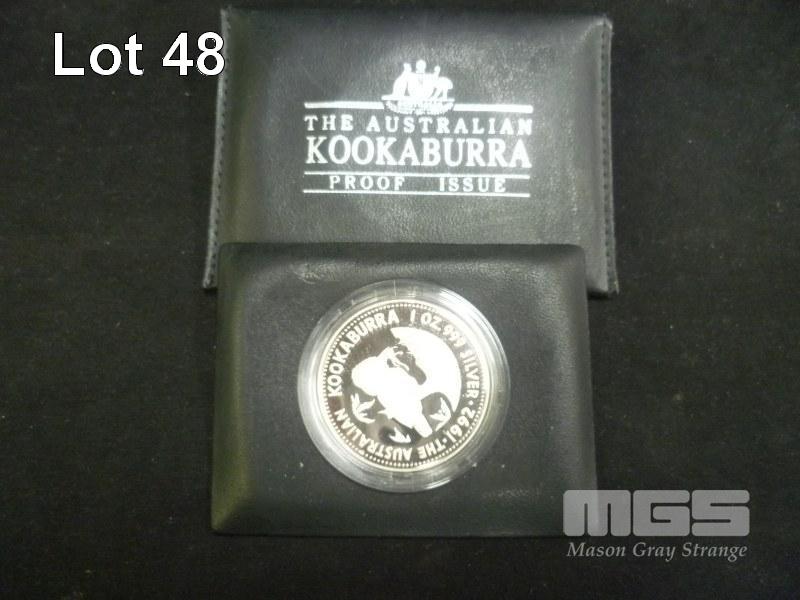 Lot 48
THE AUSTRALIAN
KOOKABURRA
PROOF ISSUE
THE AUSTRALIAN KOOKABURRA 1 OZ 999 SILVER · 1992 ·
MGS
Mason Gray Strange